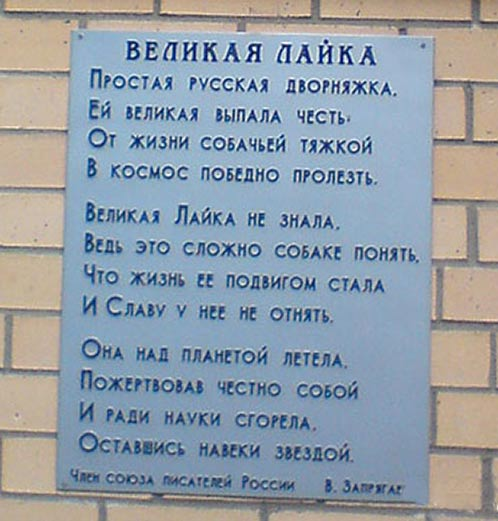 ВЕЛИКАЯ ЛАЙКА
ПРОСТАЯ РУССКАЯ ДВОРНЯЖКА,
ЕЙ ВЕЛИКАЯ ВЫПАЛА ЧЕСТЬ:
ОТ ЖИЗНИ СОБАЧЬЕЙ ТЯЖКОЙ
В КОСМОС ПОБЕДНО ПРОЛЕЗТЬ.
ВЕЛИКАЯ ЛАЙКА НЕ ЗНАЛА,
ВЕДЬ ЭТО СЛОЖНО СОБАКЕ ПОНЯТЬ,
ЧТО ЖИЗНЬ ЕЕ ПОДВИГОМ СТАЛА
И СЛАВУ У НЕЕ НЕ ОТНЯТЬ.
ОНА НАД ПЛАНЕТОЙ ЛЕТЕЛА,
ПОЖЕРТВОВАВ ЧЕСТНО СОБОЙ
И РАДИ НАУКИ СГОРЕЛА,
ОСТАВШИСЬ НАВЕКИ ЗВЕЗДОЙ.
ЧЛЕН СОЮЗА ПИСАТЕЛЕЙ РОССИИ В. ЗАПРЯГАЕ